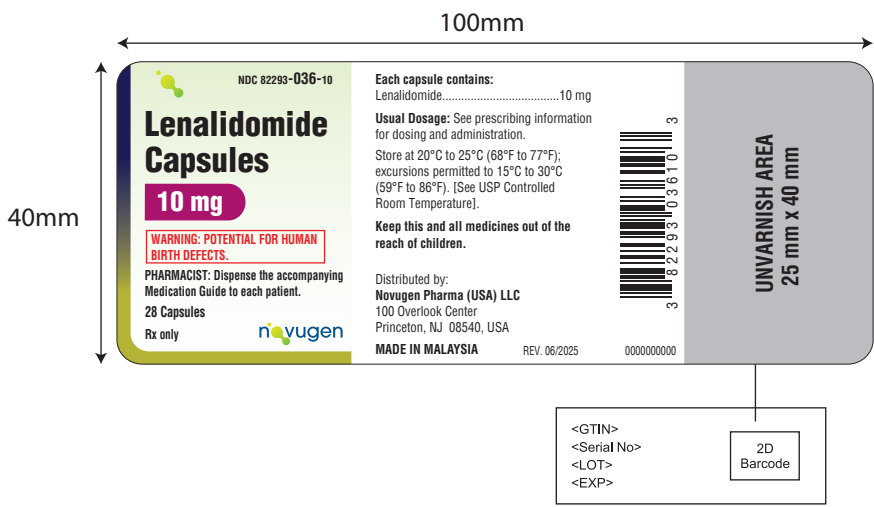 100mm
40mm
NDC 82293-036-10
Lenalidomide
Capsules
10 mg
WARNING: POTENTIAL FOR HUMAN
BIRTH DEFECTS.
PHARMACIST: Dispense the accompanying
Medication Guide to each patient.
28 Capsules
Rx only
novugen
Each capsule contains:
Lenalidomide.....................................10 mg
Usual Dosage: See prescribing information
for dosing and administration.
Store at 20°C to 25°C (68°F to 77°F);
excursions permitted to 15°C to 30°C
(59°F to 86°F). [See USP Controlled
Room Temperature].
Keep this and all medicines out of the
reach of children.
Distributed by:
Novugen Pharma (USA) LLC
100 Overlook Center
Princeton, NJ  08540, USA
MADE IN MALAYSIA
REV. 06/2025
3 82293 03610 3
0000000000
UNVARNISH AREA
25 mm x 40 mm
<GTIN>
<Serial No>
<LOT>
<EXP>
2D
Barcode